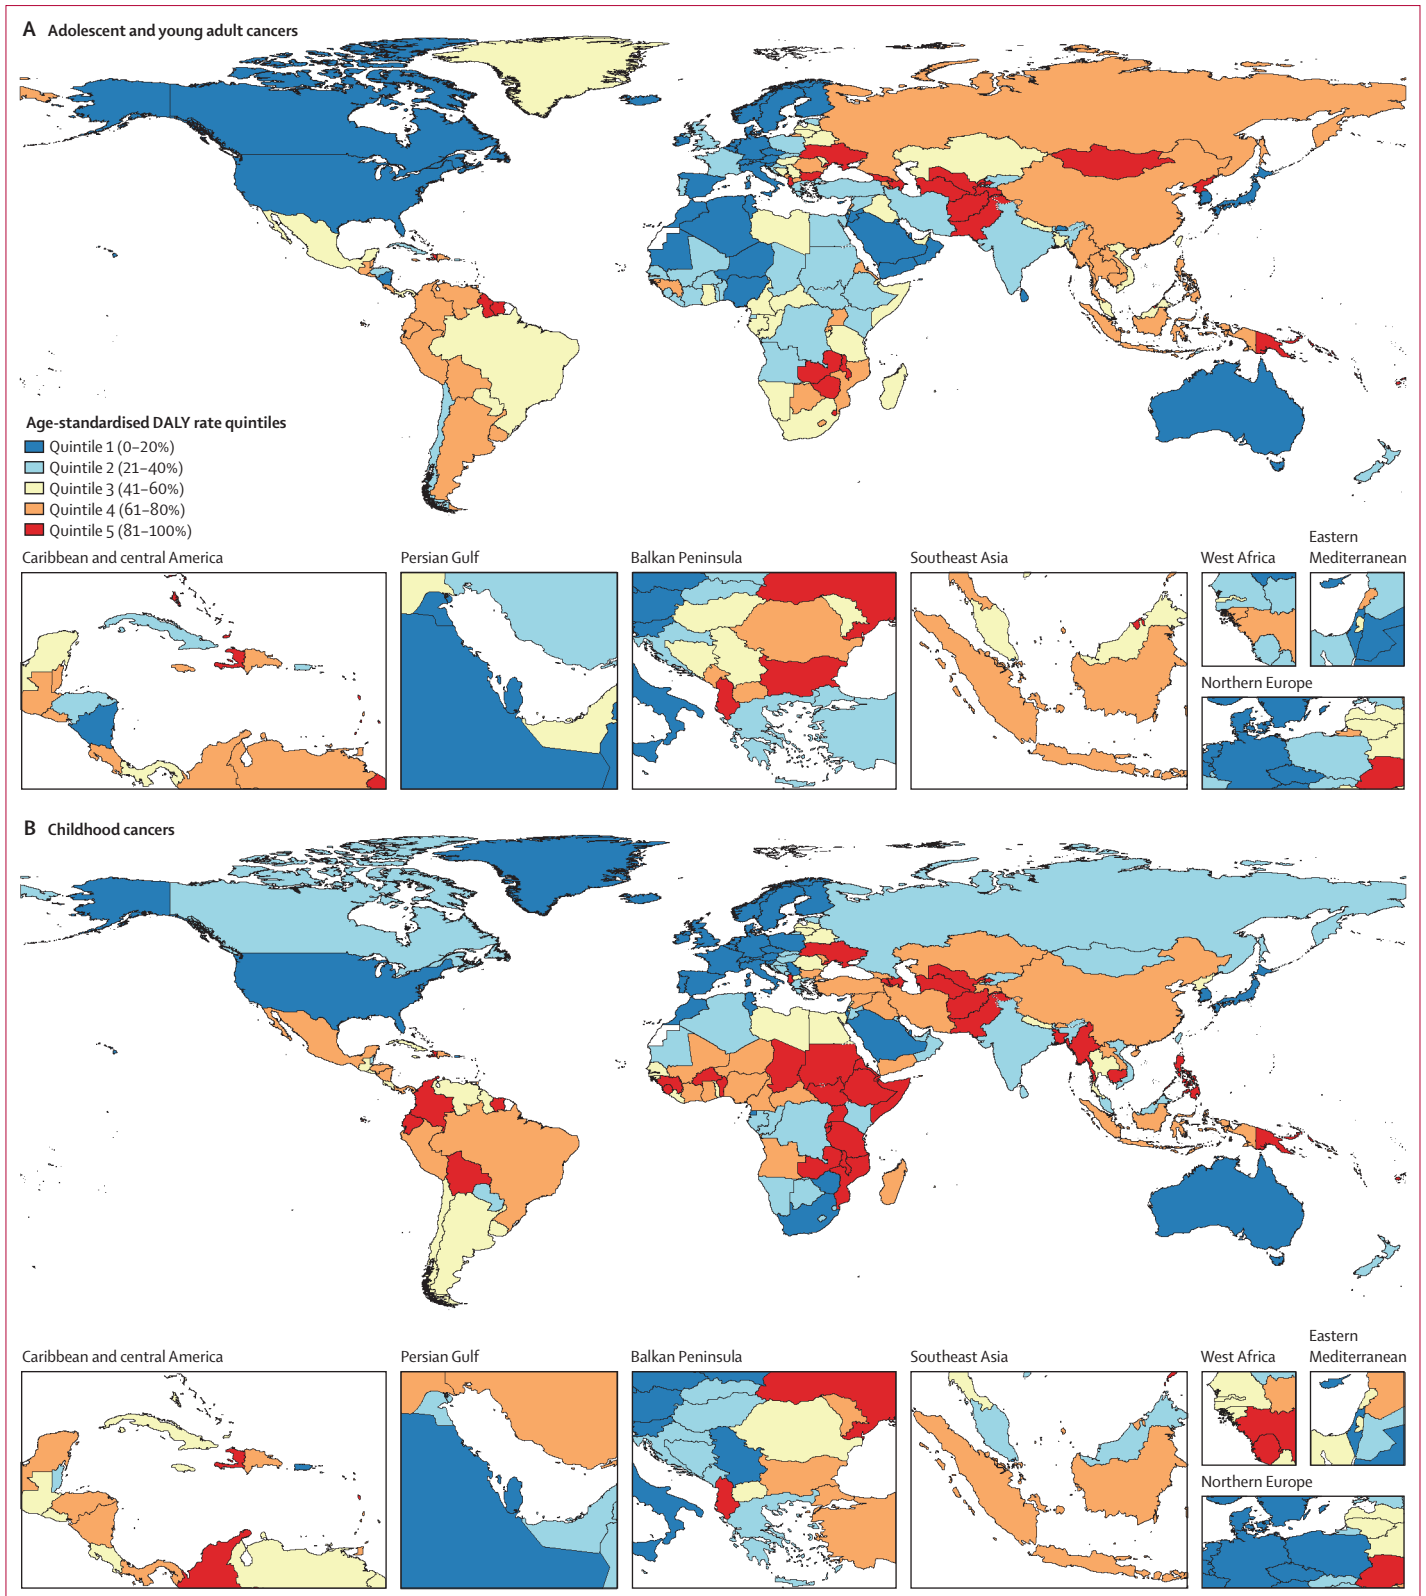 A Adolescent and young adult cancers
Age-standardised DALY rate quintiles
Quintile 1 (0–20%)
Quintile 2 (21–40%)
Quintile 3 (41–60%)
Quintile 4 (61–80%)
Quintile 5 (81–100%)
Caribbean and central America
Persian Gulf
Balkan Peninsula
Southeast Asia
West Africa
Eastern
Mediterranean
Northern Europe
B Childhood cancers
Caribbean and central America
Persian Gulf
Balkan Peninsula
Southeast Asia
West Africa
Eastern
Mediterranean
Northern Europe